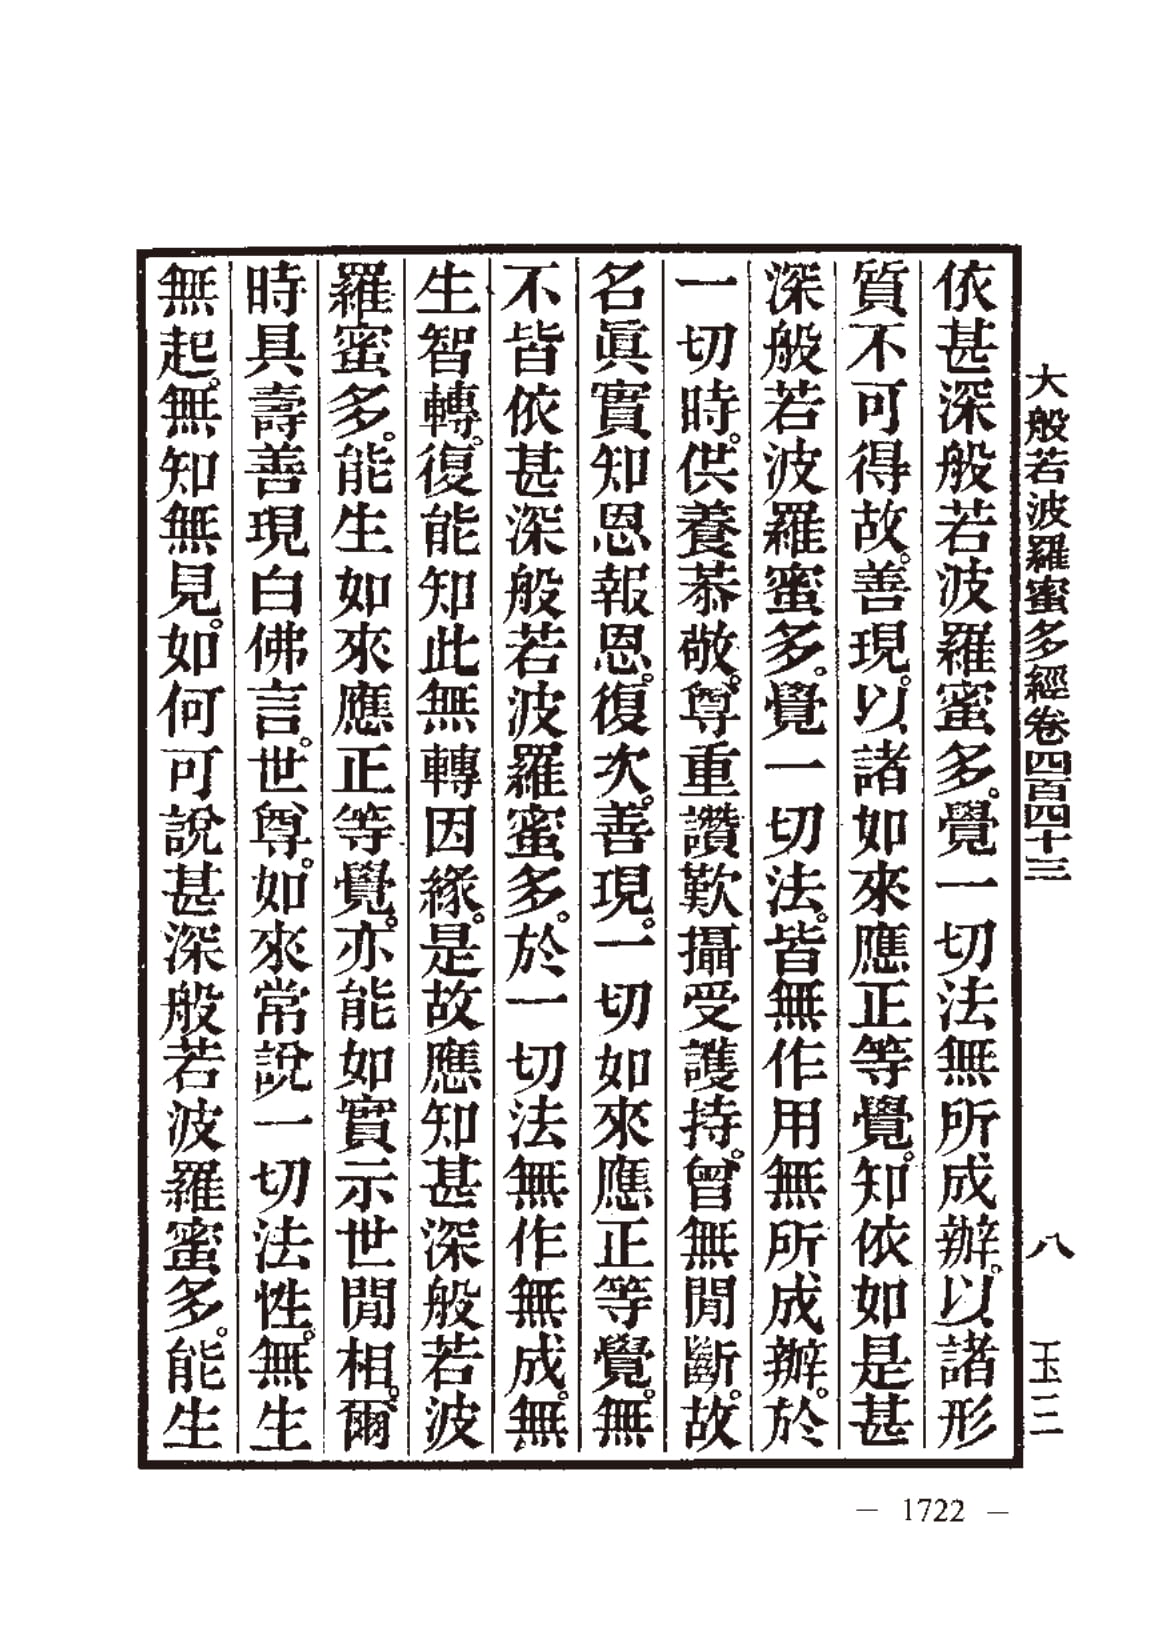 大般若波羅蜜多經卷四百四十三　八　玉三
依甚深般若波羅蜜多。覺一切法無所成辦。以諸形
質不可得故。善現。以諸如來應正等覺。知依如是甚
深般若波羅蜜多。覺一切法。皆無作用無所成辦。於
一切時。供養恭敬。尊重讚歎攝受護持。曾無閒斷。故
名眞實知恩報恩。復次。善現。一切如來應正等覺。無
不皆依甚深般若波羅蜜多。於一切法無作無成。無
生智轉。復能知此無轉因緣。是故應知甚深般若波
羅蜜多。能生如來應正等覺。亦能如實示世閒相。爾
時具壽善現白佛言。世尊。如來常說一切法性。無生
無起。無知無見。如何可說甚深般若波羅蜜多。能生
— 1722 —